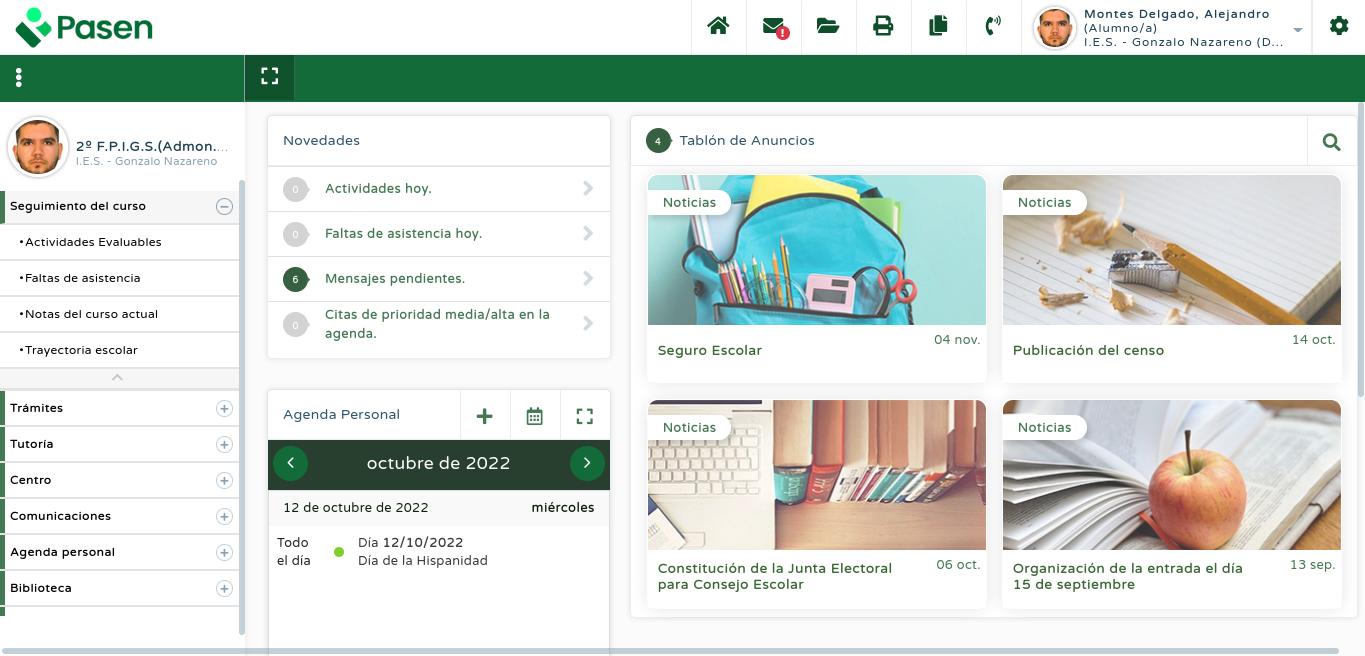 Pasen
!
Montes Delgado, Alejandro
(Alumno/a)
I.E.S. - Gonzalo Nazareno (D...
2º F.P.I.G.S.(Admon....
I.E.S. - Gonzalo Nazareno
Seguimiento del curso
•Actividades Evaluables
•Faltas de asistencia
•Notas del curso actual
•Trayectoria escolar
Trámites
Tutoría
Centro
Comunicaciones
Agenda personal
Biblioteca
Novedades
0 Actividades hoy.
0 Faltas de asistencia hoy.
6 Mensajes pendientes.
0 Citas de prioridad media/alta en la
agenda.
Agenda Personal
octubre de 2022
12 de octubre de 2022 miércoles
Todo
el día
Día 12/10/2022
Día de la Hispanidad
4 Tablón de Anuncios
Noticias
04 nov.
Seguro Escolar
Noticias
14 oct.
Publicación del censo
Noticias
06 oct.
Constitución de la Junta Electoral
para Consejo Escolar
Noticias
13 sep.
Organización de la entrada el día
15 de septiembre